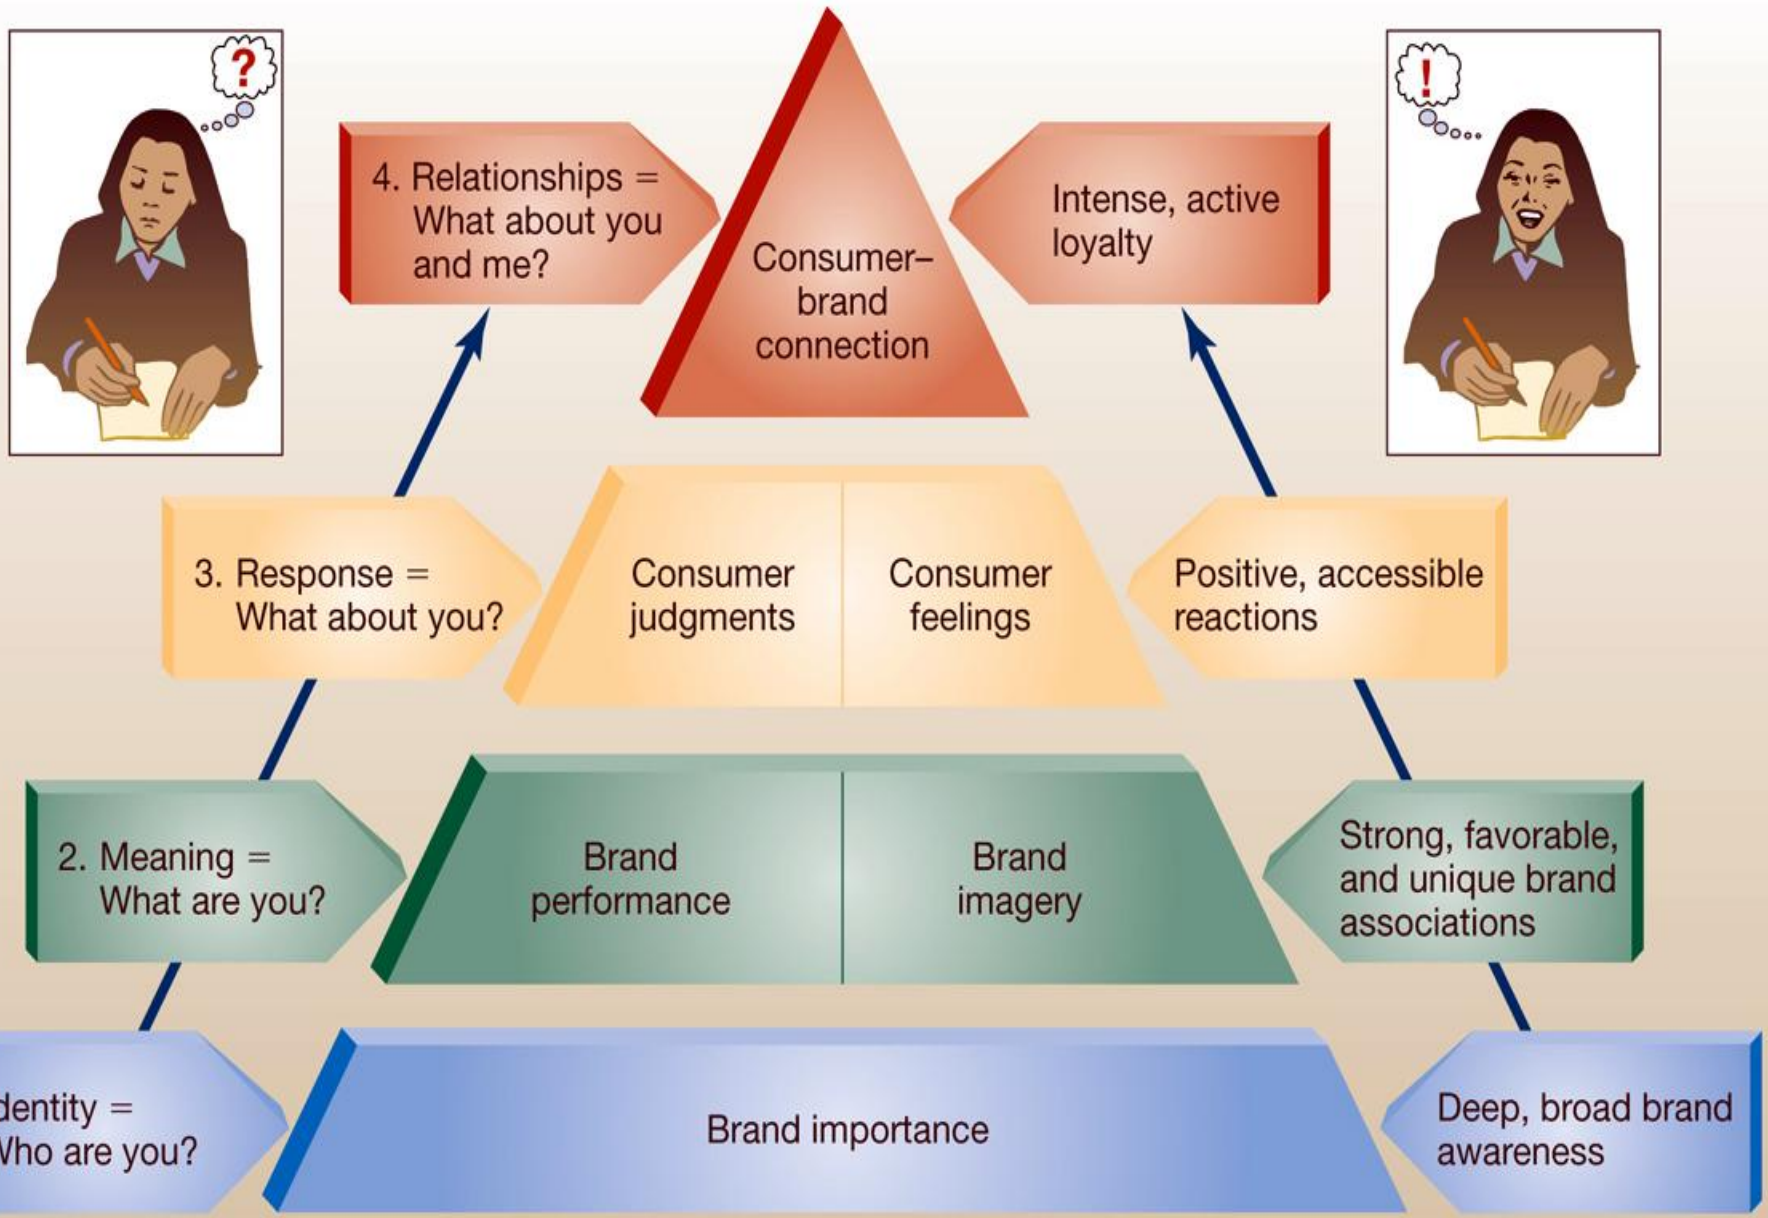 ?
!
4. Relationships =
What about you
and me?
Consumer–
brand
connection
Intense, active
loyalty
3. Response =
What about you?
Consumer
judgments
Consumer
feelings
Positive, accessible
reactions
2. Meaning =
What are you?
Brand
performance
Brand
imagery
Strong, favorable,
and unique brand
associations
dentity =
Who are you?
Brand importance
Deep, broad brand
awareness